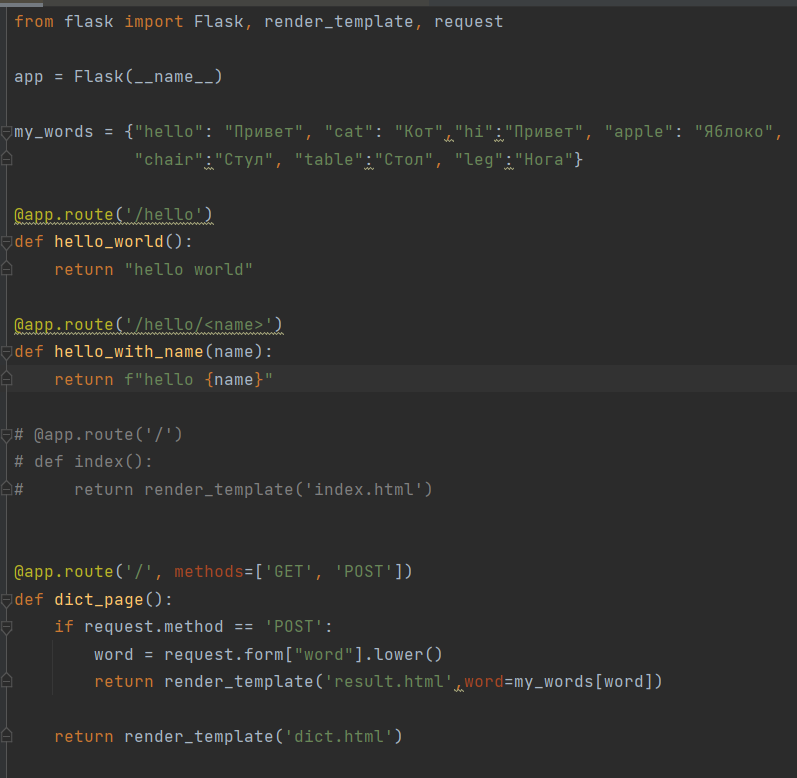 from flask import Flask, render_template, request
app = Flask(__name__)
my_words = {"hello": "Привет", "cat": "Кот","hi":"Привет", "apple": "Яблоко",
            "chair":"Стул", "table":"Стол", "leg":"Нога"}
@app.route('/hello')
def hello_world():
    return "hello world"
@app.route('/hello/<name>')
def hello_with_name(name):
    return f"hello {name}"
# @app.route('/')
# def index():
#     return render_template('index.html')
@app.route('/', methods=['GET', 'POST'])
def dict_page():
    if request.method == 'POST':
        word = request.form["word"].lower()
        return render_template('result.html',word=my_words[word])
    return render_template('dict.html')